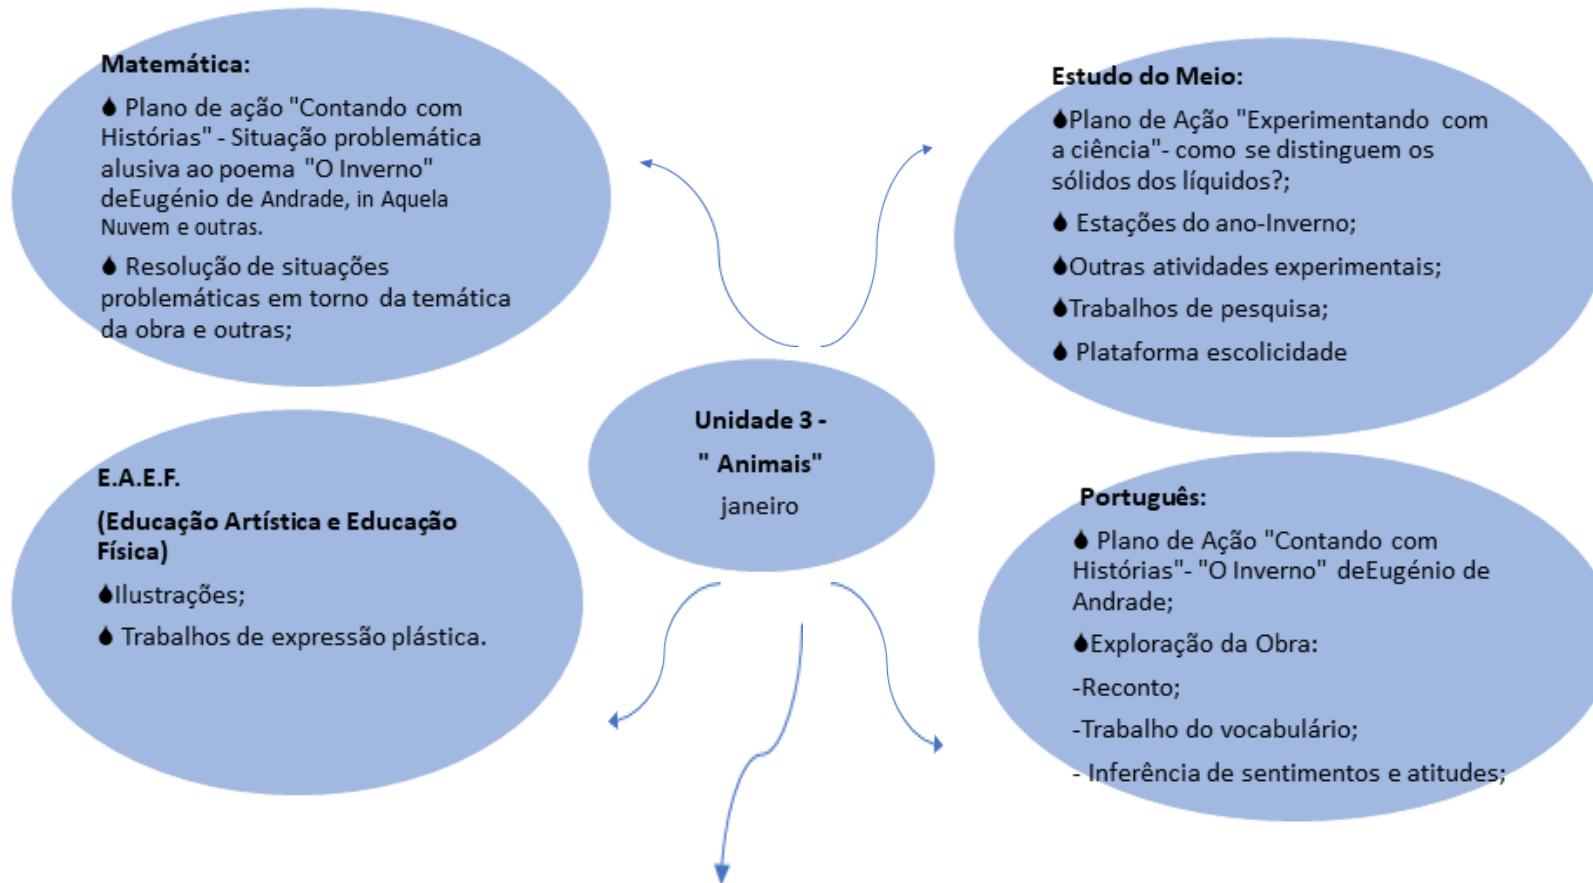 Matemática:
Plano de ação "Contando com
Histórias" - Situação problemática
alusiva ao poema "O Inverno"
deEugénio de Andrade, in Aquela
Nuvem e outras.
Resolução de situações
problemáticas em torno da temática
da obra e outras;
Estudo do Meio:
Plano de Ação "Experimentando com
a ciência"- como se distinguem os
sólidos dos líquidos?;
Estações do ano-Inverno;
Outras atividades experimentais;
Trabalhos de pesquisa;
Plataforma escolicidade
Unidade 3 -
" Animais"
janeiro
E.A.E.F.
(Educação Artística e Educação
Física)
Ilustrações;
Trabalhos de expressão plástica.
Português:
Plano de Ação "Contando com
Histórias"- "O Inverno" deEugénio de
Andrade;
Exploração da Obra:
-Reconto;
-Trabalho do vocabulário;
- Inferência de sentimentos e atitudes;